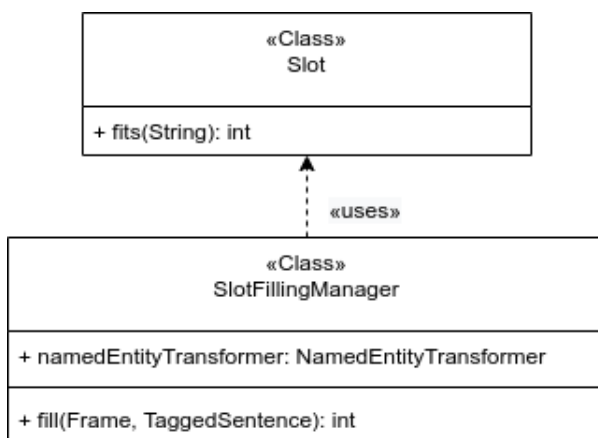 «Class»
Slot
+ fits(String): int
«uses»
«Class»
SlotFillingManager
+ namedEntityTransformer: NamedEntityTransformer
+ fill(Frame, TaggedSentence): int